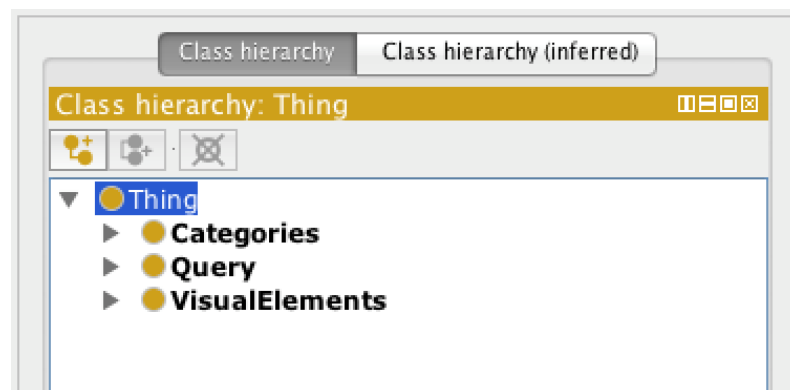 Class hierarchy Class hierarchy (inferred)
Class hierarchy: Thing
Thing
Categories
Query
VisualElements